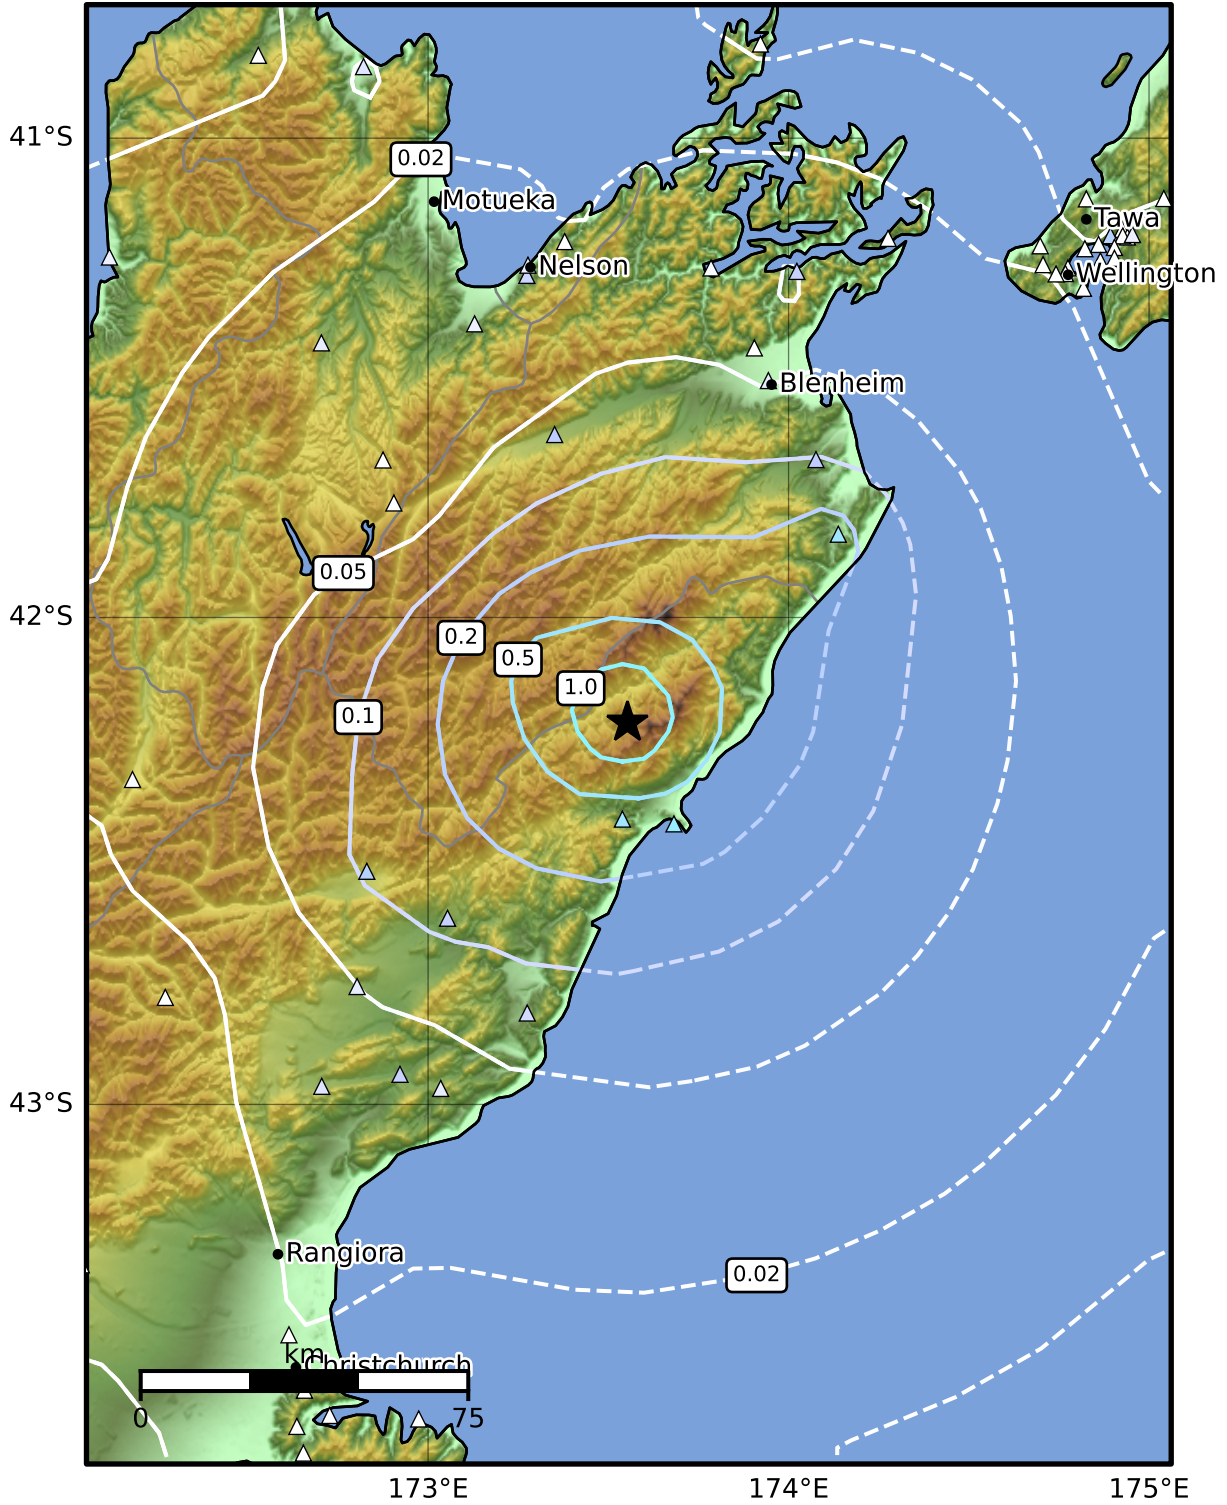 41°S
0.02
Motueka
Tawa
Nelson
Wellington
Blenheim
0.05
42°S
0.2
0.5
1.0
0.1
43°S
Rangiora
0.02
km
Christchurch
0
75
173°E
174°E
175°E